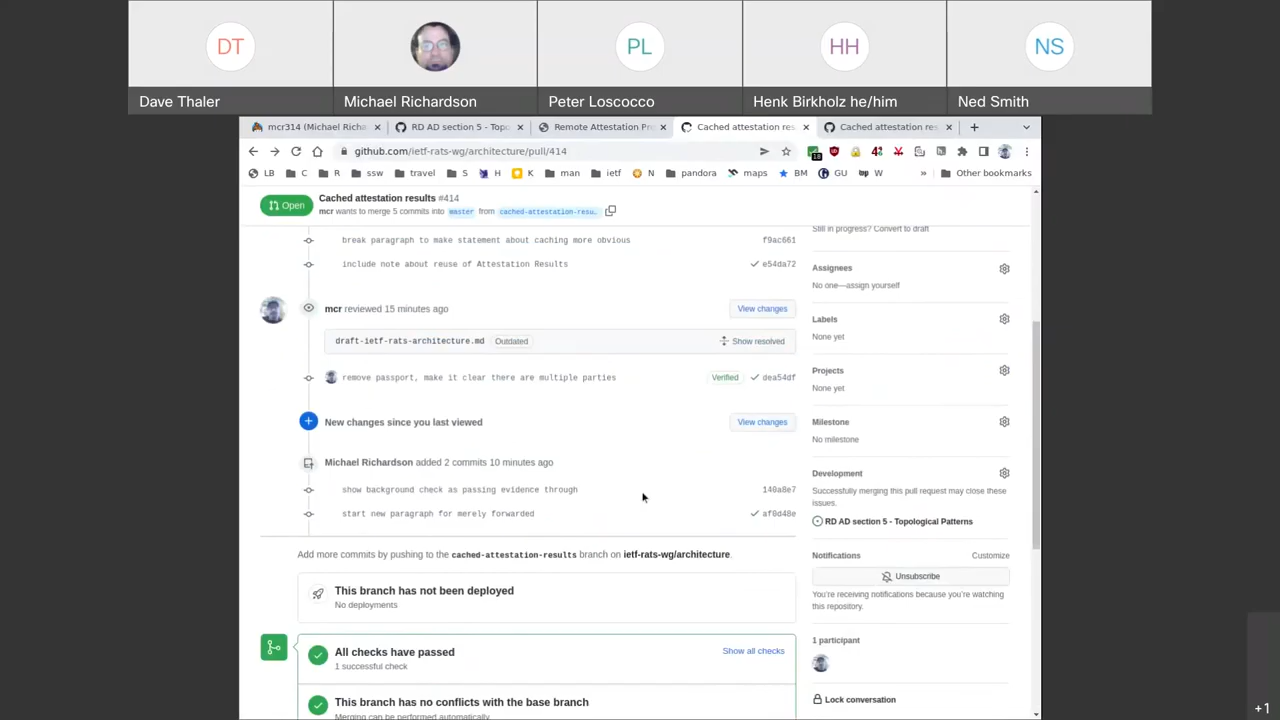 DT
PL
HH
NS
Dave Thaler
Michael Richardson
Peter Loscocco
Henk Birkholz he/him
Ned Smith
mcr314 (Michael Richa
RD AD section 5 - Topo
Remote Attestation Pro
Cached attestation res
Cached attestation res
github.com/ietf-rats-wg/architecture/pull/414
18
LB
C
R
ssw
travel
S
H
K
man
ietf
N
pandora
maps
BM
GU
W
»
Other bookmarks
Open
Cached attestation results #414
mcr wants to merge 5 commits into master from cached-attestation-resu…
Still in progress? Convert to draft
break paragraph to make statement about caching more obvious f9ac661
include note about reuse of Attestation Results e54da72
Assignees
No one—assign yourself
mcr reviewed 15 minutes ago
View changes
Labels
None yet
draft-ietf-rats-architecture.md Outdated
Show resolved
remove passport, make it clear there are multiple parties Verified dea54df
Projects
None yet
New changes since you last viewed
View changes
Milestone
No milestone
Michael Richardson added 2 commits 10 minutes ago
show background check as passing evidence through 140a8e7
start new paragraph for merely forwarded af0d48e
Development
Successfully merging this pull request may close these
issues.
RD AD section 5 - Topological Patterns
Add more commits by pushing to the cached-attestation-results branch on ietf-rats-wg/architecture.
Notifications
Customize
Unsubscribe
You're receiving notifications because you're watching
this repository.
This branch has not been deployed
No deployments
1 participant
All checks have passed
1 successful check
Show all checks
Lock conversation
This branch has no conflicts with the base branch
Merging can be performed automatically.
+1